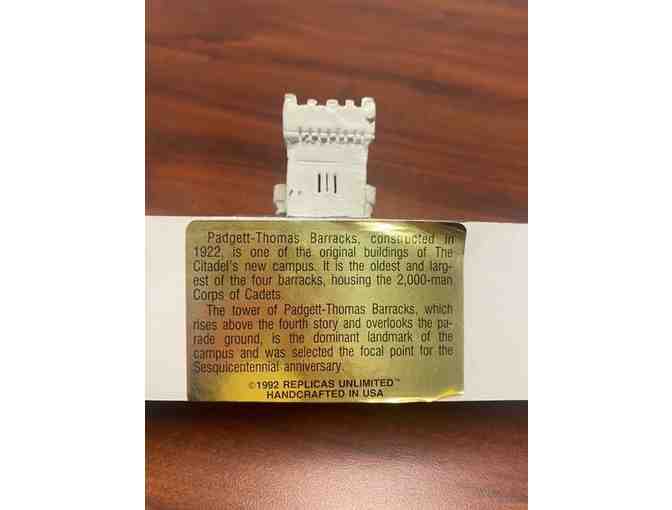 Padgett-Thomas Barracks, constructed in
1922, is one of the original buildings of The
Citadel's new campus. It is the oldest and larg-
est of the four barracks, housing the 2,000-man
Corps of Cadets.
The tower of Padgett-Thomas Barracks, which
rises above the fourth story and overlooks the pa-
rade ground, is the dominant landmark of the
campus and was selected the focal point for the
Sesquicentennial anniversary.
©1992 REPLICAS UNLIMITED™
HANDCRAFTED IN USA